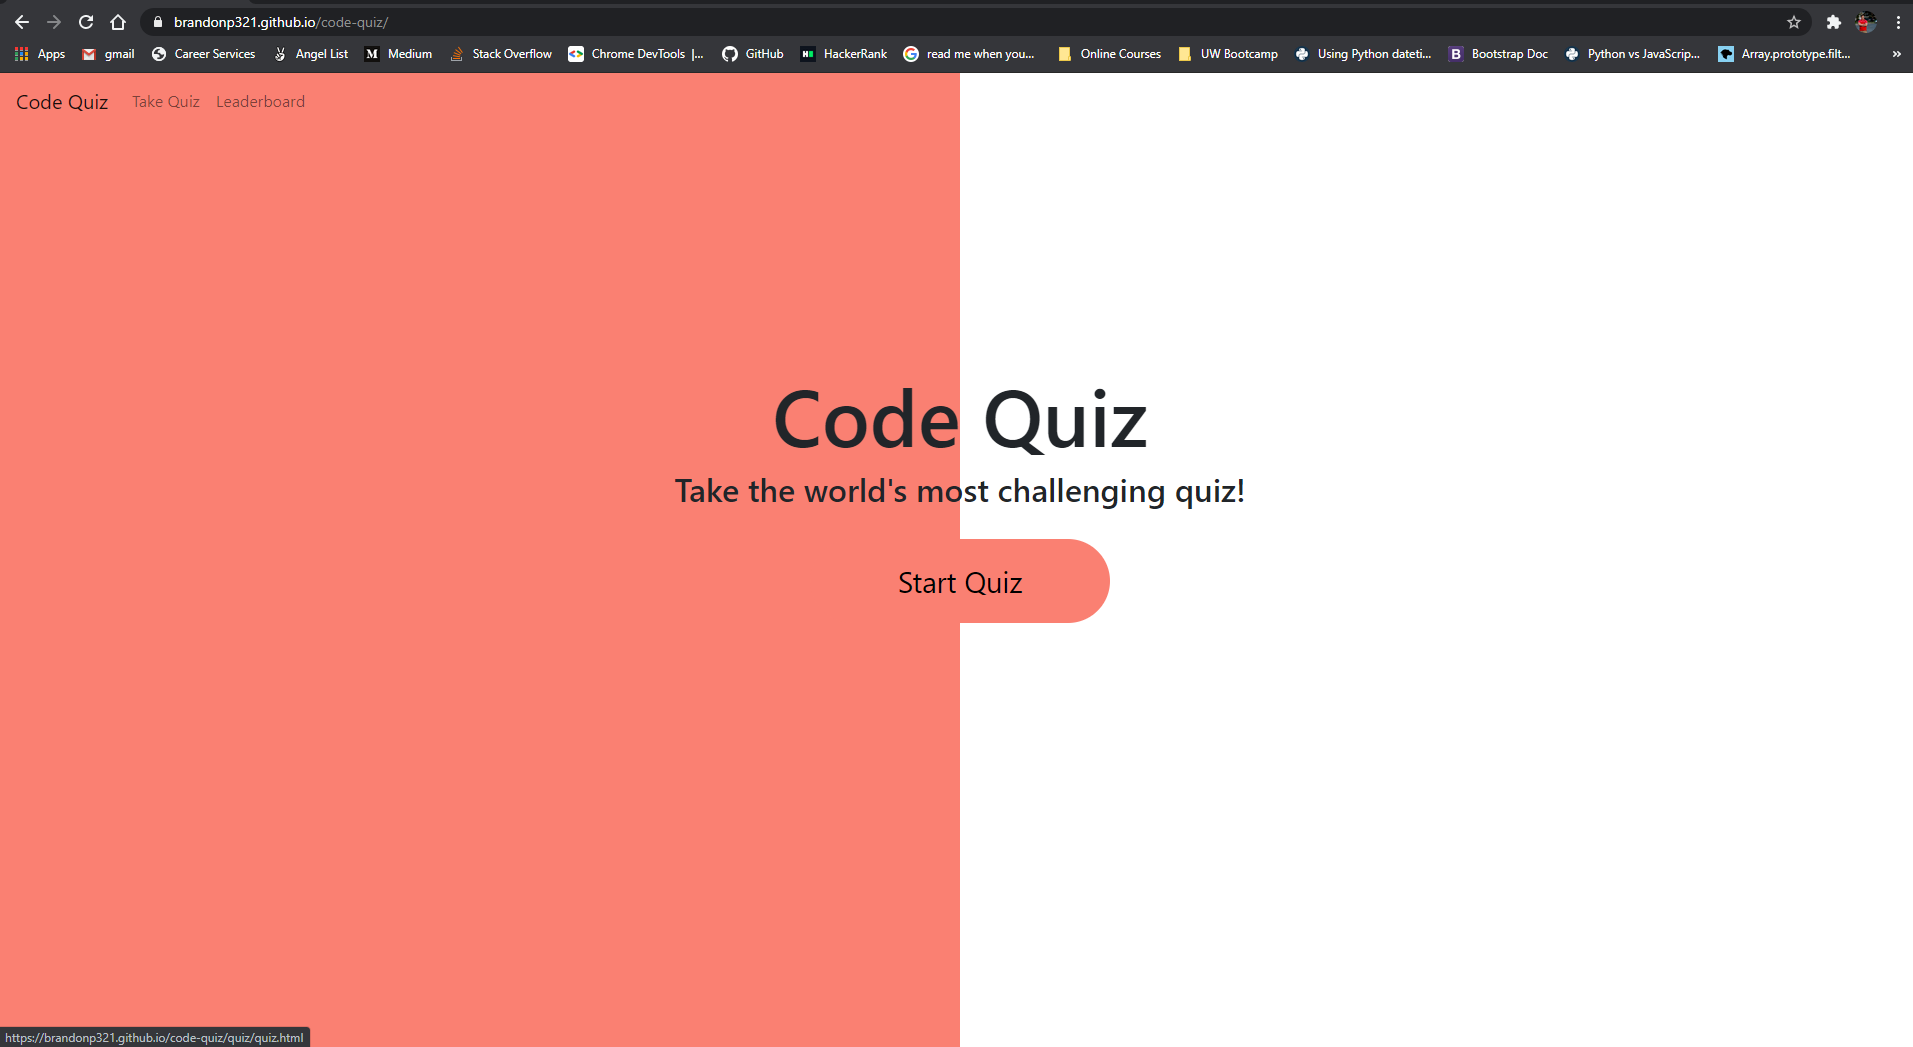 brandonp321.github.io/code-quiz/
Apps gmail Career Services Angel List Medium Stack Overflow Chrome DevTools |... GitHub HackerRank read me when you... Online Courses UW Bootcamp Using Python dateti... Bootstrap Doc Python vs JavaScrip... Array.prototype.filt... »
Code Quiz Take Quiz Leaderboard
Code Quiz
Take the world's most challenging quiz!
Start Quiz
https://brandonp321.github.io/code-quiz/quiz/quiz.html